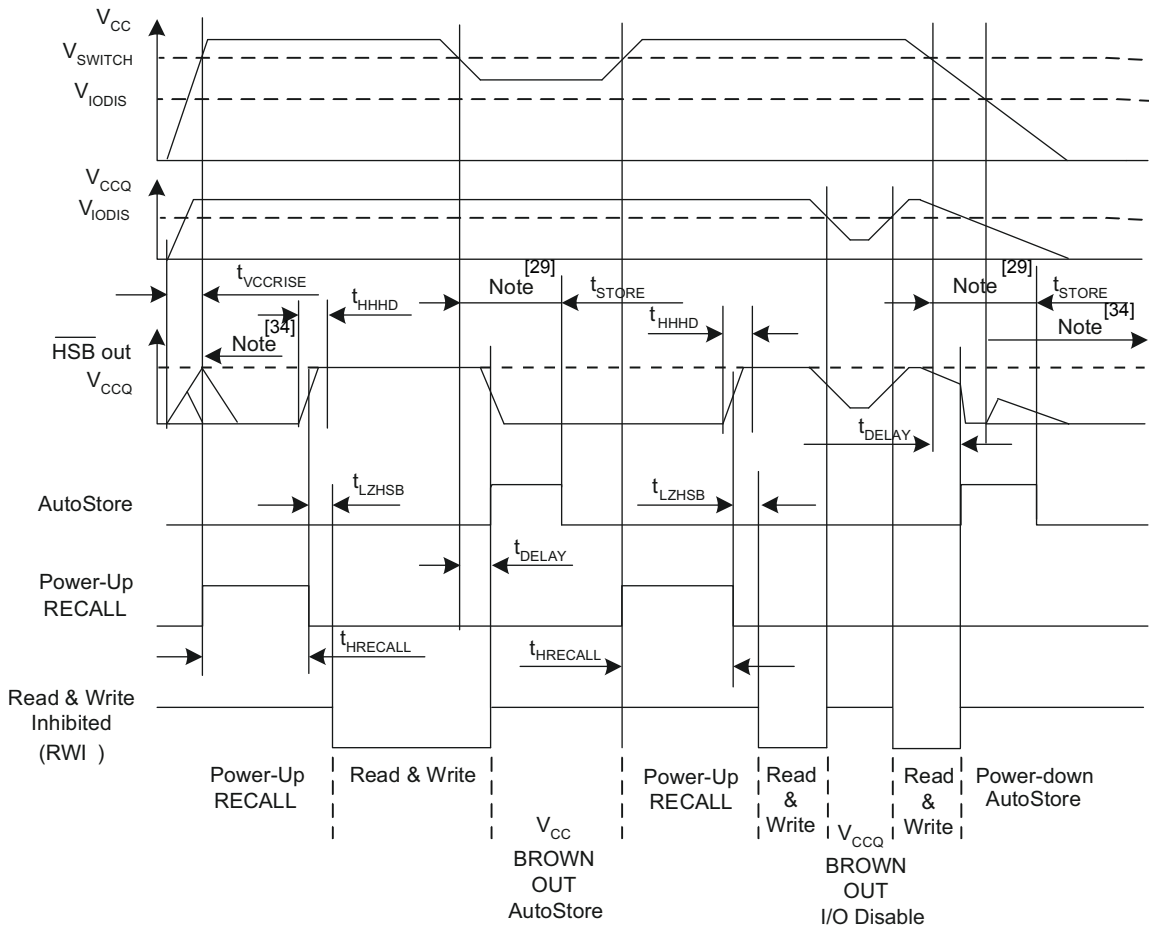 VCC
VSWITCH
VIODIS
VCCQ
VIODIS
tVCCRISE
tHHHD
Note[29]
tSTORE
tHHHD
Note[29]
tSTORE
Note[34]
Note[34]
HSB out
VCCQ
tDELAY
tLZHSB
tLZHSB
AutoStore
tDELAY
Power-Up
RECALL
tHRECALL
tHRECALL
Read & Write
Inhibited
(RWI )
Power-Up
RECALL
Read & Write
VCC
BROWN
OUT
AutoStore
Power-Up
RECALL
Read
&
Write
VCCQ
BROWN
OUT
I/O Disable
Read
&
Write
Power-down
AutoStore